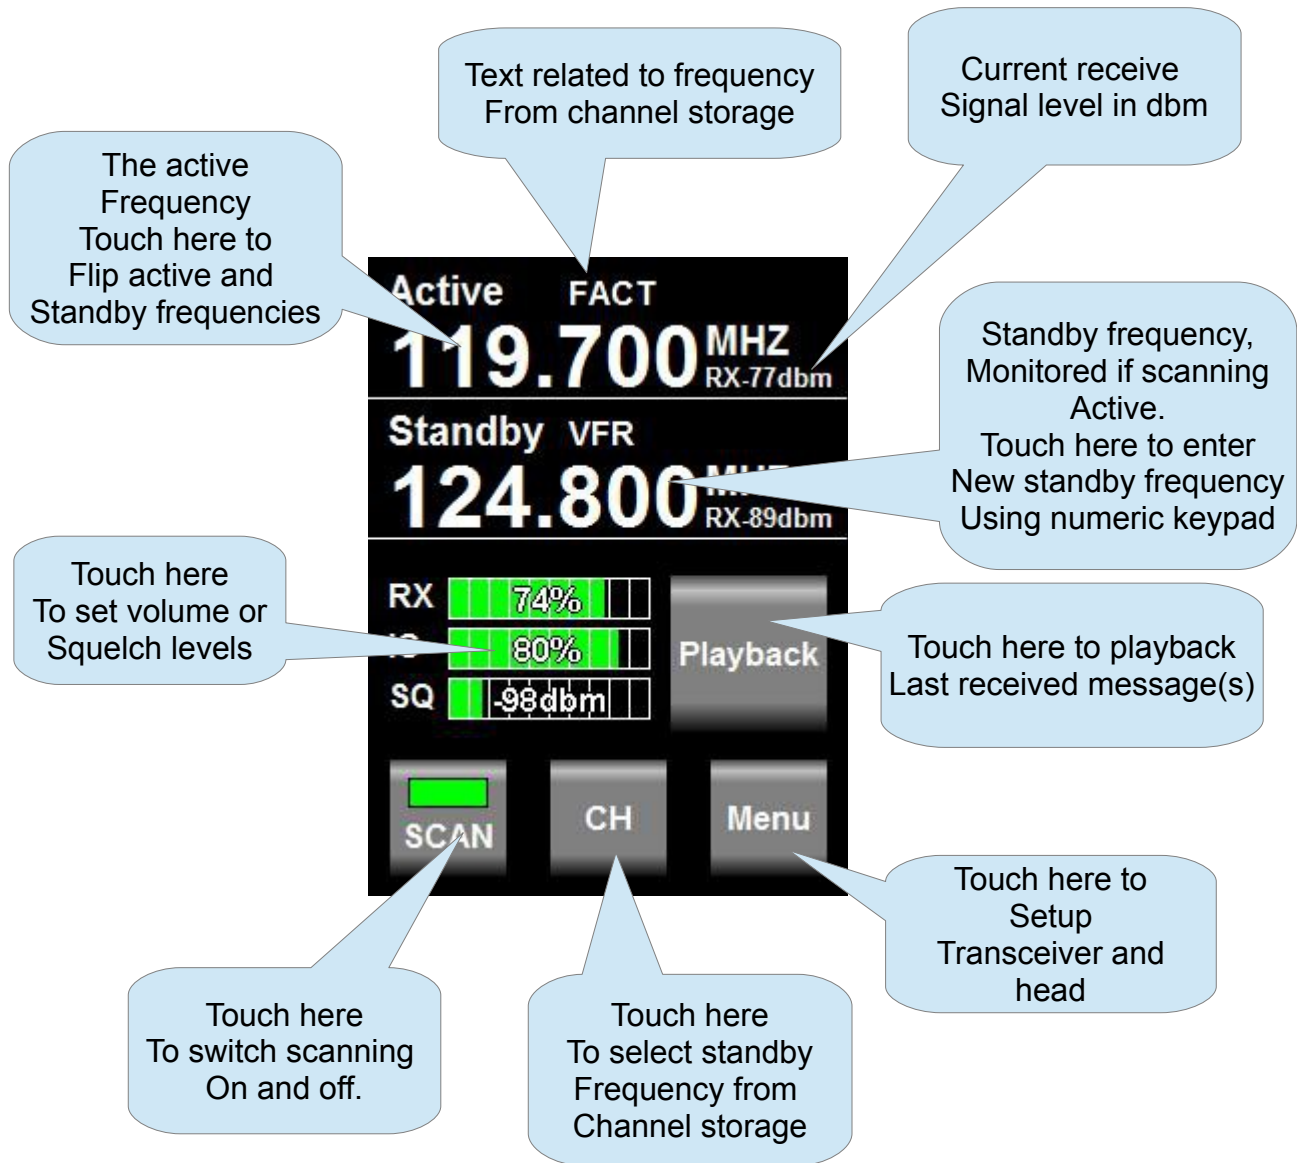 Text related to frequency
From channel storage
Current receive
Signal level in dbm
The active
Frequency
Touch here to
Flip active and
Standby frequencies
Active FACT
119.700 MHZ
RX-77dbm
Standby VFR
124.800
RX-89dbm
Standby frequency,
Monitored if scanning
Active.
Touch here to enter
New standby frequency
Using numeric keypad
Touch here
To set volume or
Squelch levels
RX 74%
80%
SQ -98dbm
Playback
Touch here to playback
Last received message(s)
SCAN
CH
Menu
Touch here to
Setup
Transceiver and
head
Touch here
To switch scanning
On and off.
Touch here
To select standby
Frequency from
Channel storage